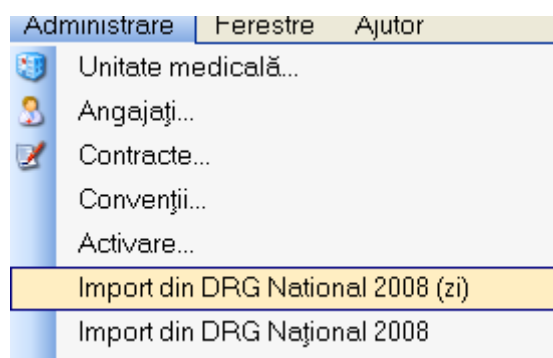 Administrare Ferestre Ajutor
Unitate medicală...
Angajaţi...
Contracte...
Convenţii...
Activare...
Import din DRG National 2008 (zi)
Import din DRG Naţional 2008